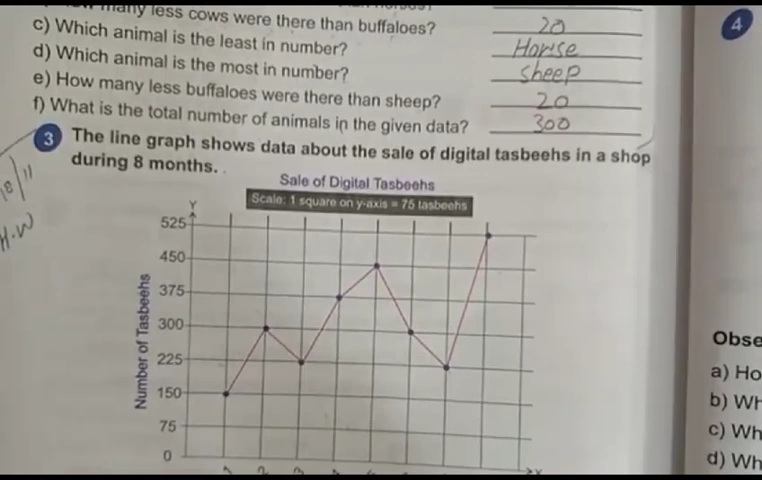 many less cows were there than buffaloes? 20
c) Which animal is the least in number? Horse
d) Which animal is the most in number? sheep
e) How many less buffaloes were there than sheep? 20
f) What is the total number of animals in the given data? 300
3 The line graph shows data about the sale of digital tasbeehs in a shop
during 8 months.
18/11
H.W
Sale of Digital Tasbeehs
Scale: 1 square on y-axis = 75 tasbeehs
Y
525
450
375
300
225
150
75
0
Number of Tasbeehs
X
4
Obse
a) Ho
b) Wh
c) Wh
d) Wh